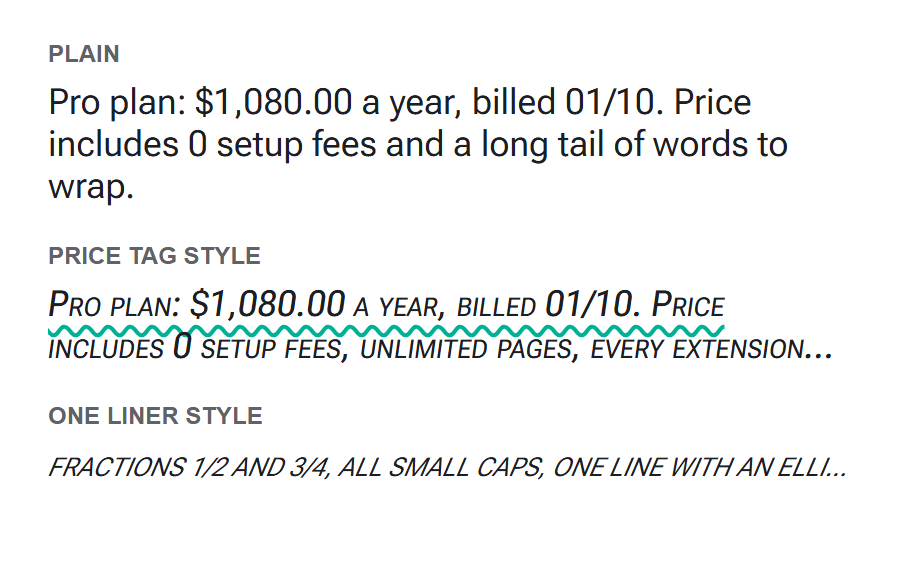 PLAIN
Pro plan: $1,080.00 a year, billed 01/10. Price
includes 0 setup fees and a long tail of words to
wrap.
PRICE TAG STYLE
Pro plan: $1,080.00 a year, billed 01/10. Price
includes 0 setup fees, unlimited pages, every extension…
ONE LINER STYLE
FRACTIONS 1/2 AND 3/4, ALL SMALL CAPS, ONE LINE WITH AN ELLI…